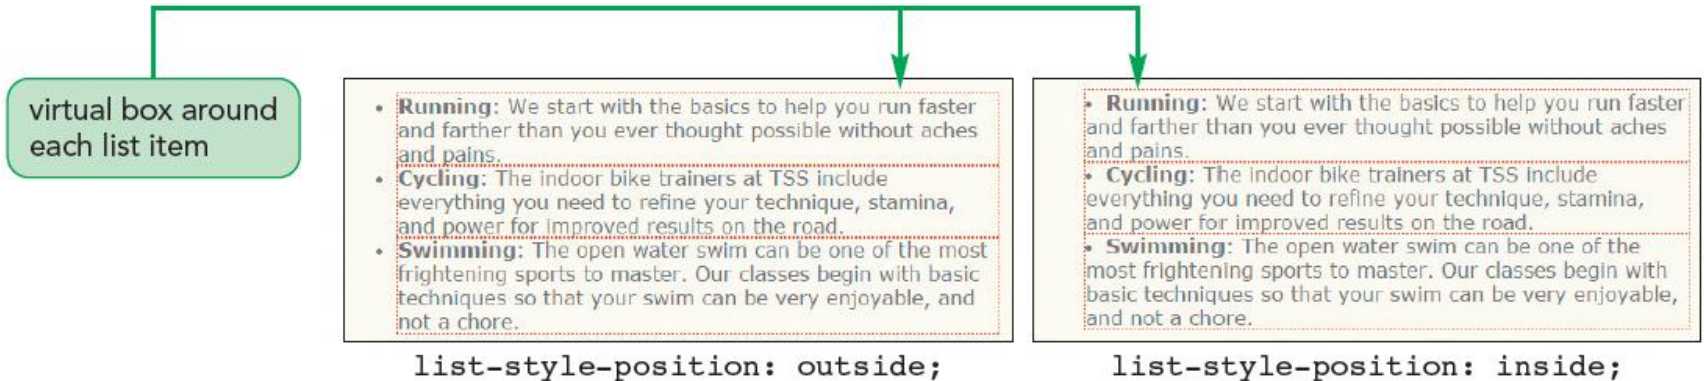 virtual box around
each list item
• Running: We start with the basics to help you run faster
and farther than you ever thought possible without aches
and pains.
• Cycling: The indoor bike trainers at TSS include
everything you need to refine your technique, stamina,
and power for improved results on the road.
• Swimming: The open water swim can be one of the most
frightening sports to master. Our classes begin with basic
techniques so that your swim can be very enjoyable, and
not a chore.
list-style-position: outside;
• Running: We start with the basics to help you run faster
and farther than you ever thought possible without aches
and pains.
• Cycling: The indoor bike trainers at TSS include
everything you need to refine your technique, stamina,
and power for improved results on the road.
• Swimming: The open water swim can be one of the
most frightening sports to master. Our classes begin with
basic techniques so that your swim can be very enjoyable,
and not a chore.
list-style-position: inside;